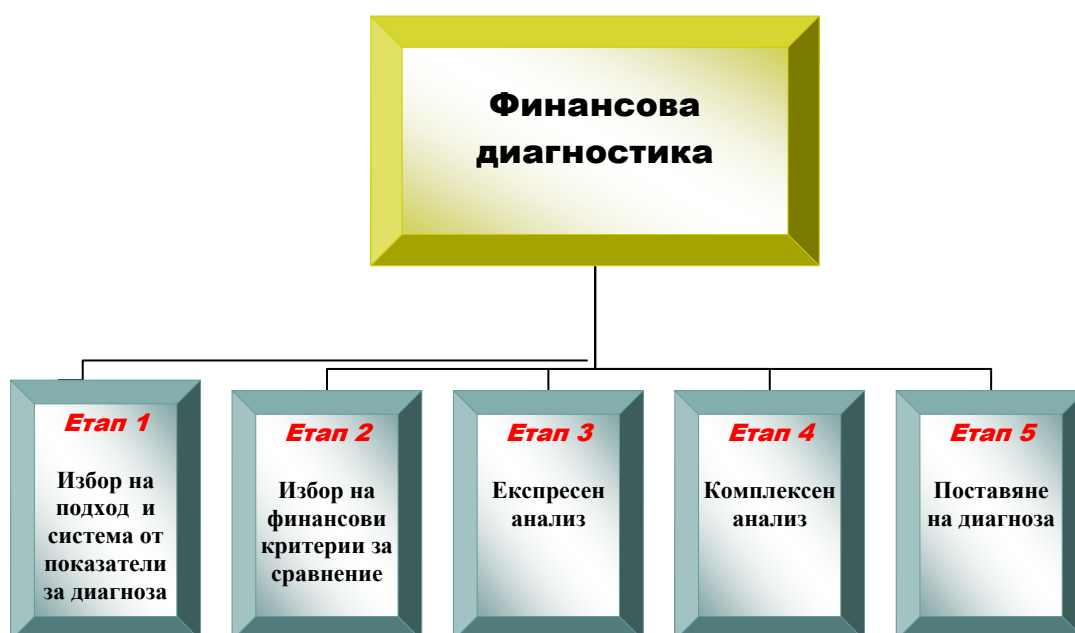 Финансова
диагностика
Етап 1
Избор на
подход и
система от
показатели
за диагноза
Етап 2
Избор на
финансови
критерии за
сравнение
Етап 3
Експресен
анализ
Етап 4
Комплексен
анализ
Етап 5
Поставяне
на диагноза